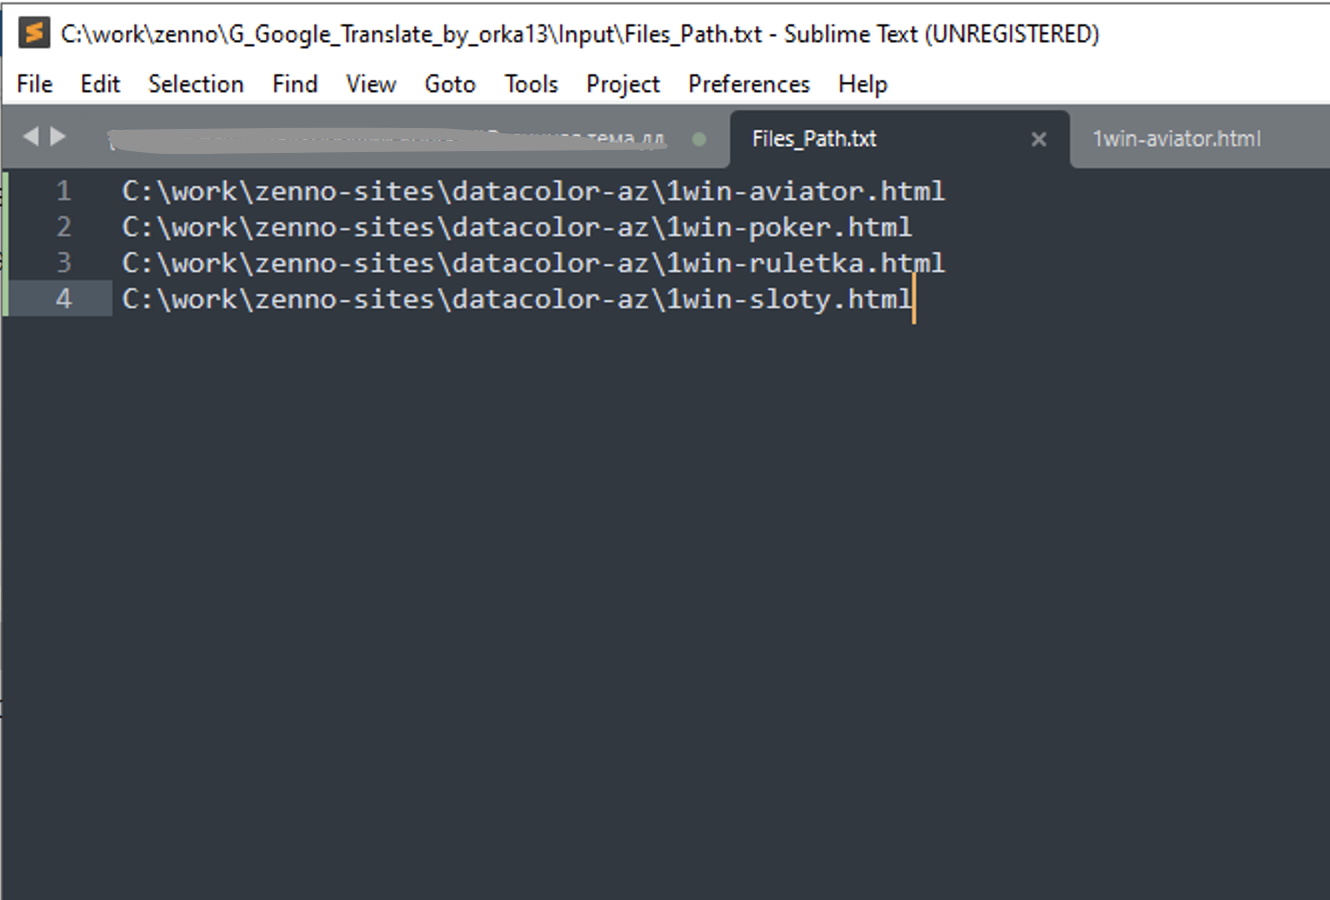 C:\work\zenno\G_Google_Translate_by_orka13\Input\Files_Path.txt - Sublime Text (UNREGISTERED)
File Edit Selection Find View Goto Tools Project Preferences Help
тема дл Files_Path.txt 1win-aviator.html
1 C:\work\zenno-sites\datacolor-az\1win-aviator.html
2 C:\work\zenno-sites\datacolor-az\1win-poker.html
3 C:\work\zenno-sites\datacolor-az\1win-ruletka.html
4 C:\work\zenno-sites\datacolor-az\1win-sloty.html